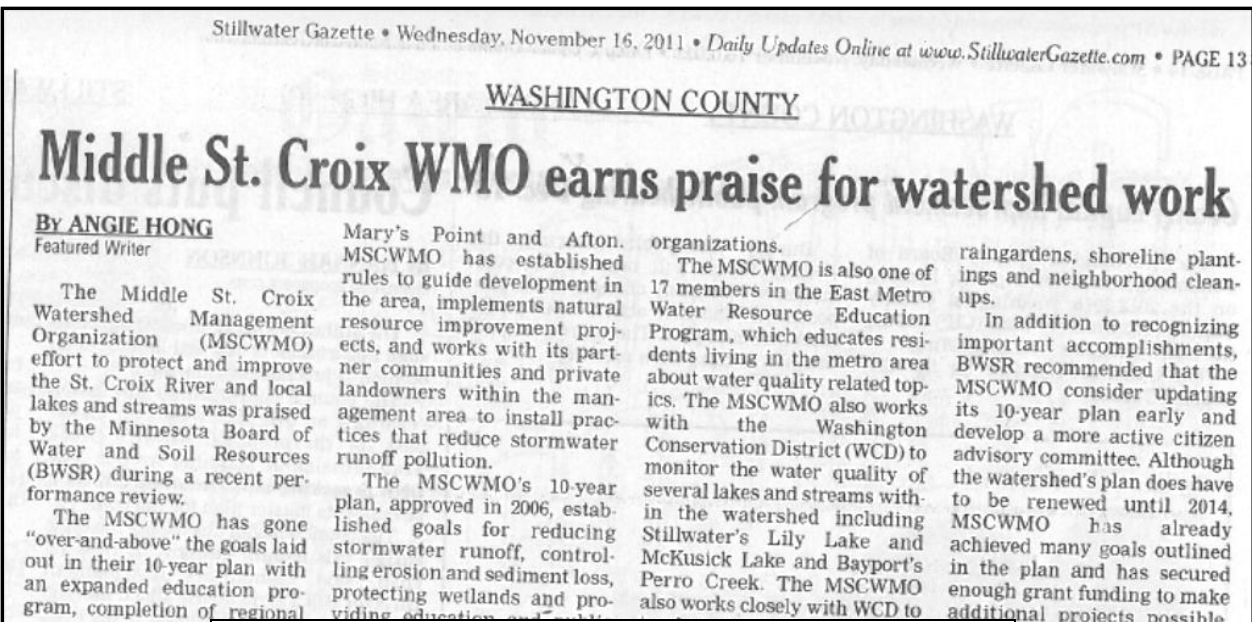 Stillwater Gazette • Wednesday, November 16, 2011 • Daily Updates Online at www.StillwaterGazette.com • PAGE 13
WASHINGTON COUNTY
Middle St. Croix WMO earns praise for watershed work
By ANGIE HONG
Featured Writer
The Middle St. Croix
Watershed Management
Organization (MSCWMO)
effort to protect and improve
the St. Croix River and local
lakes and streams was praised
by the Minnesota Board of
Water and Soil Resources
(BWSR) during a recent per-
formance review.
The MSCWMO has gone
"over-and-above" the goals laid
out in their 10-year plan with
an expanded education pro-
gram, completion of regional
Mary's Point and Afton.
MSCWMO has established
rules to guide development in
the area, implements natural
resource improvement proj-
ects, and works with its part-
ner communities and private
landowners within the man-
agement area to install prac-
tices that reduce stormwater
runoff pollution.
The MSCWMO's 10-year
plan, approved in 2006, estab-
lished goals for reducing
stormwater runoff, control-
ling erosion and sediment loss,
protecting wetlands and pro-
viding education and
organizations.
The MSCWMO is also one of
17 members in the East Metro
Water Resource Education
Program, which educates resi-
dents living in the metro area
about water quality related top-
ics. The MSCWMO also works
with the Washington
Conservation District (WCD) to
monitor the water quality of
several lakes and streams with-
in the watershed including
Stillwater's Lily Lake and
McKusick Lake and Bayport's
Perro Creek. The MSCWMO
also works closely with WCD to
raingardens, shoreline plant-
ings and neighborhood clean-
ups.
In addition to recognizing
important accomplishments,
BWSR recommended that the
MSCWMO consider updating
its 10-year plan early and
develop a more active citizen
advisory committee. Although
the watershed's plan does have
to be renewed until 2014,
MSCWMO has already
achieved many goals outlined
in the plan and has secured
enough grant funding to make
additional projects possible